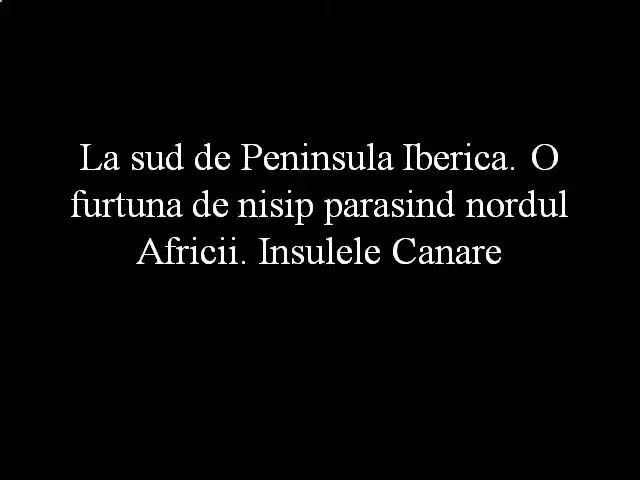 La sud de Peninsula Iberica. O
furtuna de nisip parasind nordul
Africii. Insulele Canare